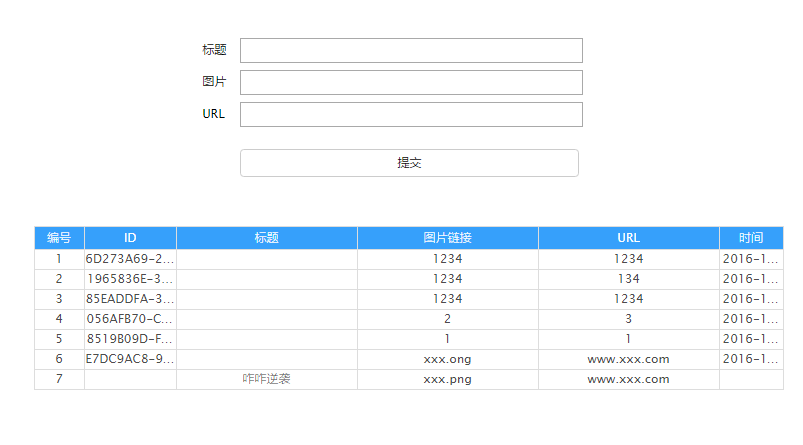 标题
图片
URL
提交
编号 ID 标题 图片链接 URL 时间
1 6D273A69-2... 1234 1234 2016-1...
2 1965836E-3... 1234 134 2016-1...
3 85EADDFA-3... 1234 1234 2016-1...
4 056AFB70-C... 2 3 2016-1...
5 8519B09D-F... 1 1 2016-1...
6 E7DC9AC8-9... xxx.ong www.xxx.com 2016-1...
7 咋咋逆袭 xxx.png www.xxx.com